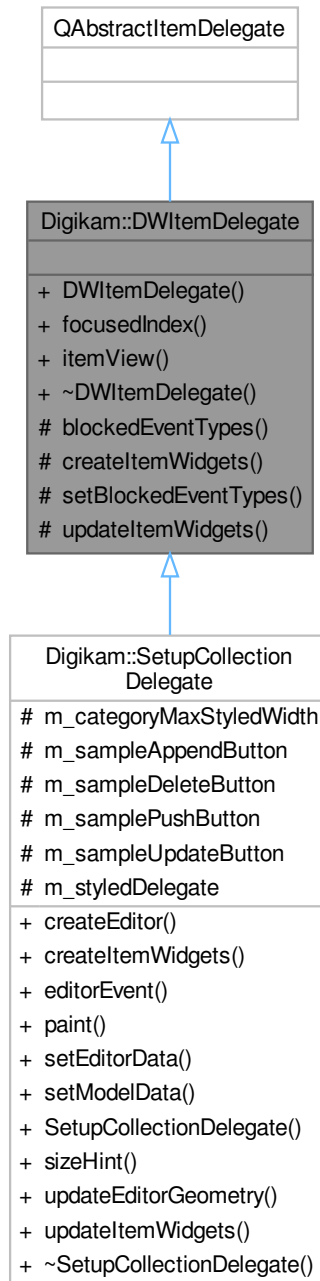 QAbstractItemDelegate
Digikam::DWItemDelegate
+ DWItemDelegate()
+ focusedIndex()
+ itemView()
+ ~DWItemDelegate()
# blockedEventTypes()
# createItemWidgets()
# setBlockedEventTypes()
# updateItemWidgets()
Digikam::SetupCollection
Delegate
# m_categoryMaxStyledWidth
# m_sampleAppendButton
# m_sampleDeleteButton
# m_samplePushButton
# m_sampleUpdateButton
# m_styledDelegate
+ createEditor()
+ createItemWidgets()
+ editorEvent()
+ paint()
+ setEditorData()
+ setModelData()
+ SetupCollectionDelegate()
+ sizeHint()
+ updateEditorGeometry()
+ updateItemWidgets()
+ ~SetupCollectionDelegate()